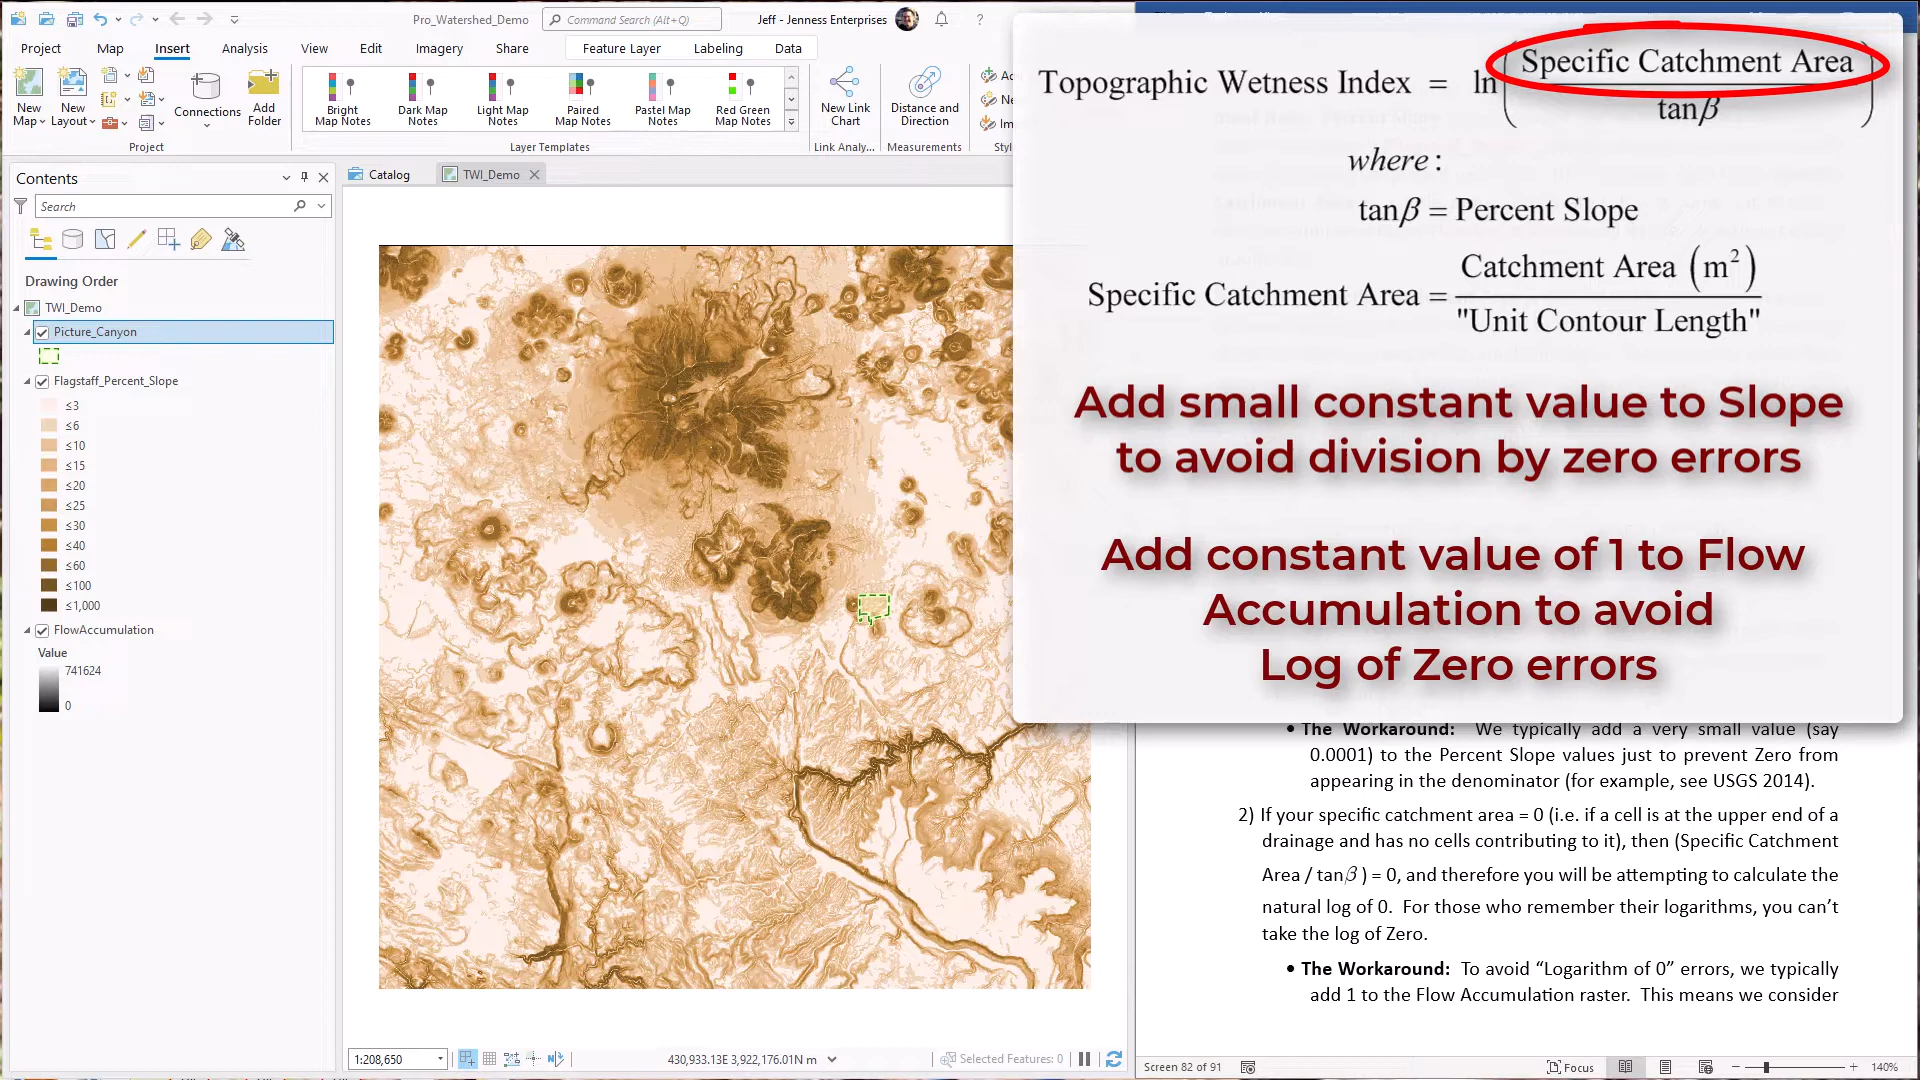 Pro_Watershed_Demo
Command Search (Alt+Q)
Jeff - Jenness Enterprises
?
Project
Map
Insert
Analysis
View
Edit
Imagery
Share
Feature Layer
Labeling
Data
New Map
New Layout
Connections
Add Folder
Bright Map Notes
Dark Map Notes
Light Map Notes
Paired Map Notes
Pastel Map Notes
Red Green Map Notes
New Link Chart
Distance and Direction
Project
Layer Templates
Link Analy...
Measurements
Contents
Search
Drawing Order
TWI_Demo
Picture_Canyon
Flagstaff_Percent_Slope
≤3
≤6
≤10
≤15
≤20
≤25
≤30
≤40
≤60
≤100
≤1,000
FlowAccumulation
Value
741624
0
Catalog
TWI_Demo
1:208,650
430,933.13E 3,922,176.01N m
Selected Features: 0
Topographic Wetness Index = ln(Specific Catchment Area / tanβ)
where:
tanβ = Percent Slope
Specific Catchment Area = Catchment Area (m²) / "Unit Contour Length"
Add small constant value to Slope
to avoid division by zero errors
Add constant value of 1 to Flow
Accumulation to avoid
Log of Zero errors
• The Workaround: We typically add a very small value (say
0.0001) to the Percent Slope values just to prevent Zero from
appearing in the denominator (for example, see USGS 2014).
2) If your specific catchment area = 0 (i.e. if a cell is at the upper end of a
drainage and has no cells contributing to it), then (Specific Catchment
Area / tanβ ) = 0, and therefore you will be attempting to calculate the
natural log of 0. For those who remember their logarithms, you can't
take the log of Zero.
• The Workaround: To avoid “Logarithm of 0” errors, we typically
add 1 to the Flow Accumulation raster. This means we consider
Screen 82 of 91
Focus
140%